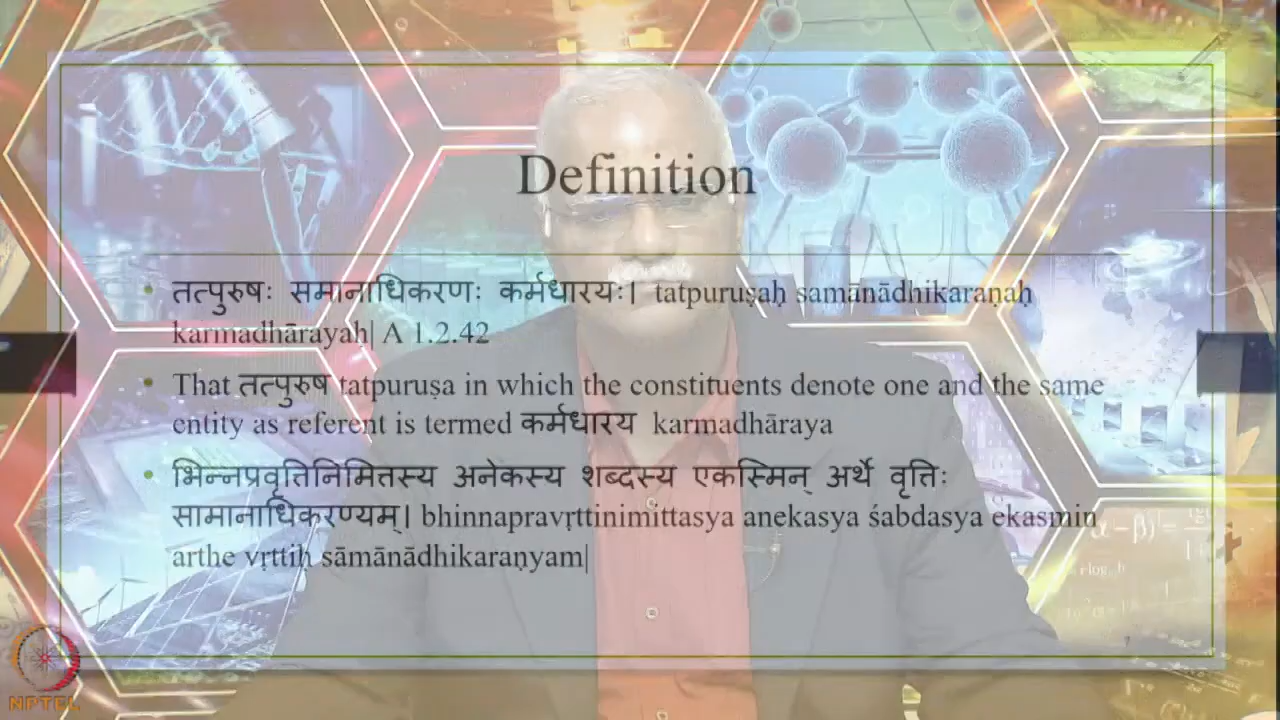 Definition
तत्पुरुषः समानाधिकरणः कर्मधारयः। tatpuruṣaḥ samānādhikaraṇaḥ
karmadhārayaḥ| A 1.2.42
That तत्पुरुष tatpuruṣa in which the constituents denote one and the same
entity as referent is termed कर्मधारय karmadhāraya
भिन्नप्रवृत्तिनिमित्तस्य अनेकस्य शब्दस्य एकस्मिन् अर्थे वृत्तिः
सामानाधिकरण्यम्। bhinnapravṛttinimittasya anekasya śabdasya ekasmin
arthe vṛttiḥ sāmānādhikaraṇyam|
7
NPTEL